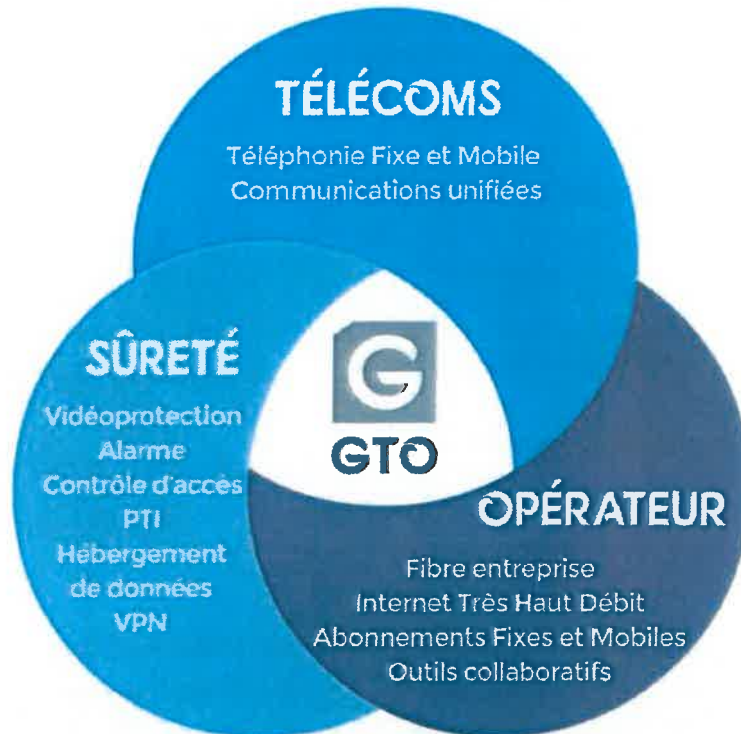 TÉLÉCOMS
Téléphonie Fixe et Mobile
Communications unifiées
SÛRETÉ
Vidéoprotection
Alarme
Contrôle d'accès
PTI
Hébergement
de données
VPN
G
GTO
OPÉRATEUR
Fibre entreprise
Internet Très Haut Débit
Abonnements Fixes et Mobiles
Outils collaboratifs